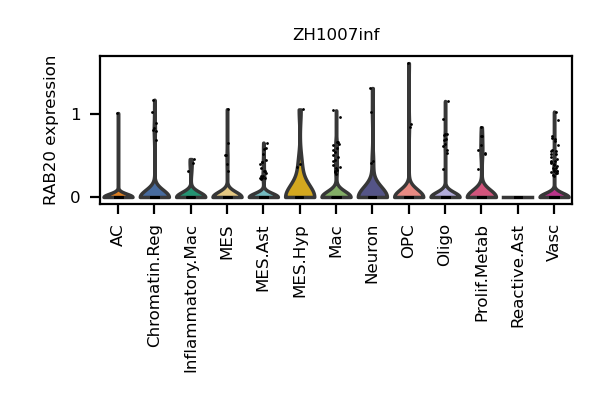 ZH1007inf
RAB20 expression
1
0
AC
Chromatin.Reg
Inflammatory.Mac
MES
MES.Ast
MES.Hyp
Mac
Neuron
OPC
Oligo
Prolif.Metab
Reactive.Ast
Vasc